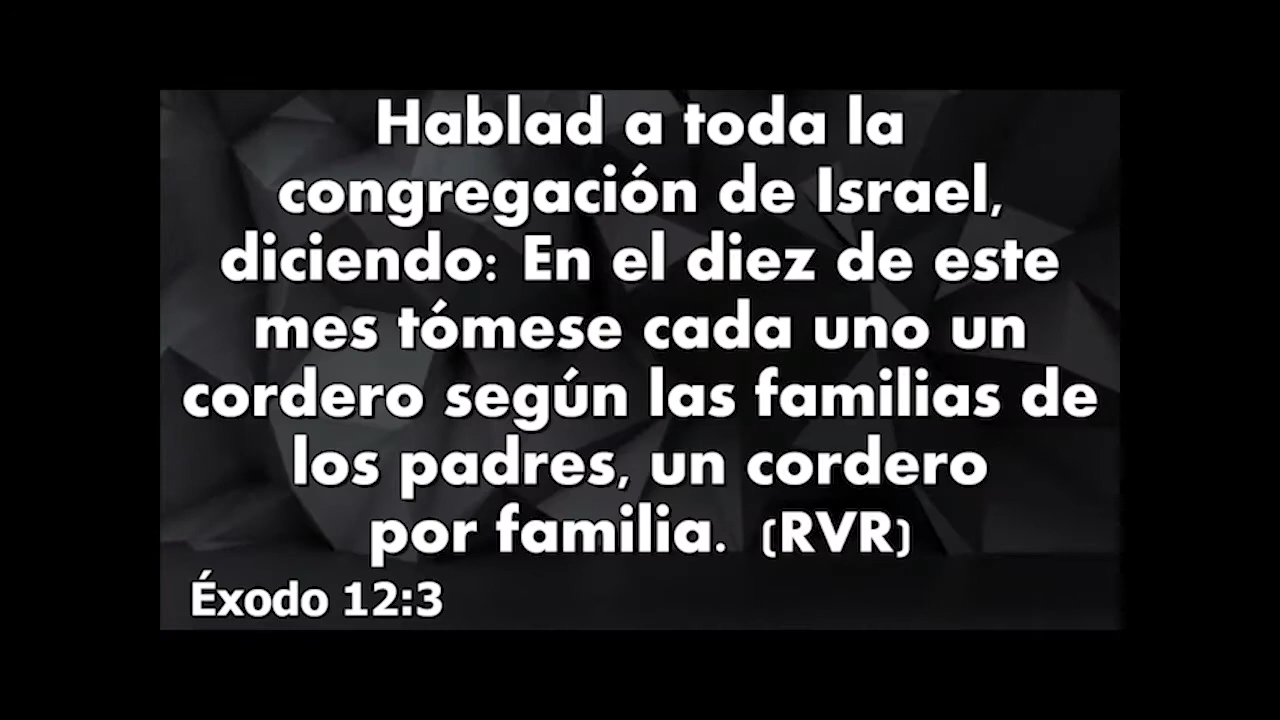 Hablad a toda la
congregación de Israel,
diciendo: En el diez de este
mes tómese cada uno un
cordero según las familias de
los padres, un cordero
por familia. (RVR)
Éxodo 12:3